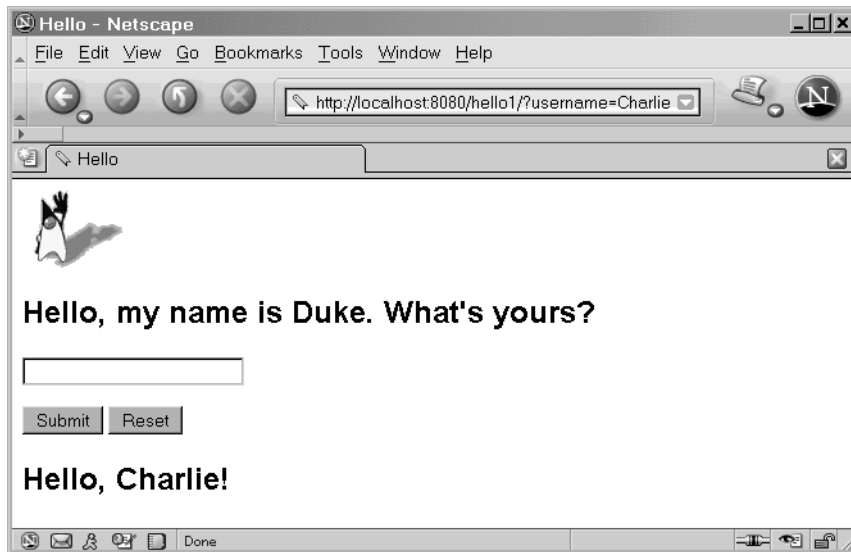 Hello - Netscape
File Edit View Go Bookmarks Tools Window Help
http://localhost:8080/hello1/?username=Charlie
N
Hello
Hello, my name is Duke. What's yours?
Submit Reset
Hello, Charlie!
Done